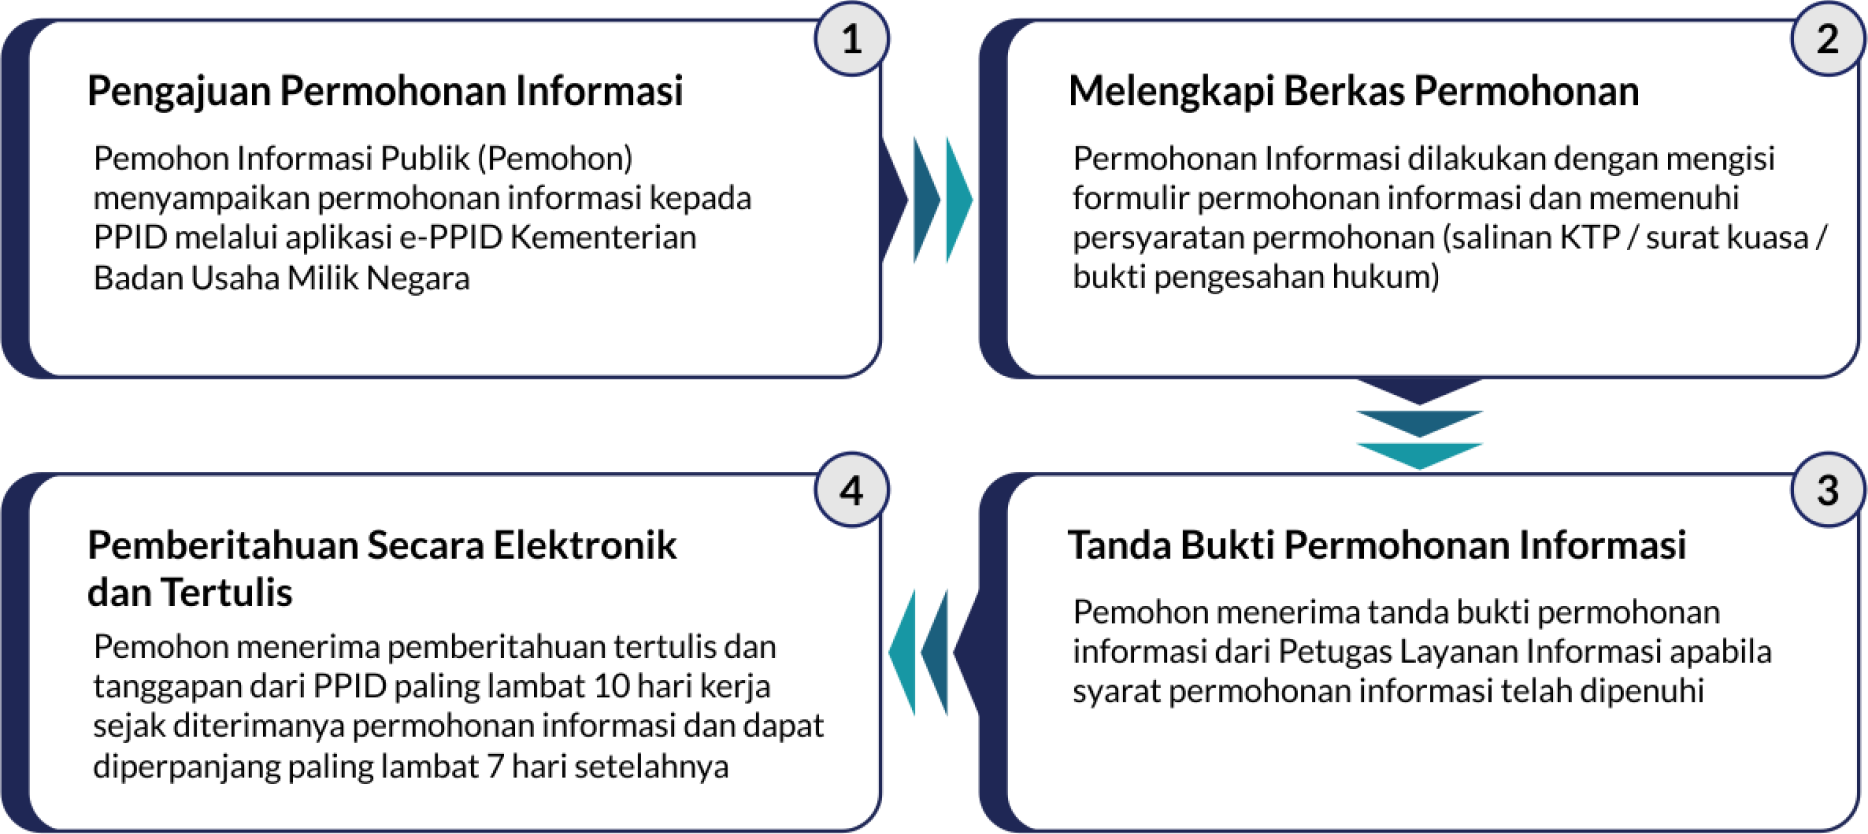 1
Pengajuan Permohonan Informasi
Pemohon Informasi Publik (Pemohon)
menyampaikan permohonan informasi kepada
PPID melalui aplikasi e-PPID Kementerian
Badan Usaha Milik Negara
2
Melengkapi Berkas Permohonan
Permohonan Informasi dilakukan dengan mengisi
formulir permohonan informasi dan memenuhi
persyaratan permohonan (salinan KTP / surat kuasa /
bukti pengesahan hukum)
3
Tanda Bukti Permohonan Informasi
Pemohon menerima tanda bukti permohonan
informasi dari Petugas Layanan Informasi apabila
syarat permohonan informasi telah dipenuhi
4
Pemberitahuan Secara Elektronik
dan Tertulis
Pemohon menerima pemberitahuan tertulis dan
tanggapan dari PPID paling lambat 10 hari kerja
sejak diterimanya permohonan informasi dan dapat
diperpanjang paling lambat 7 hari setelahnya